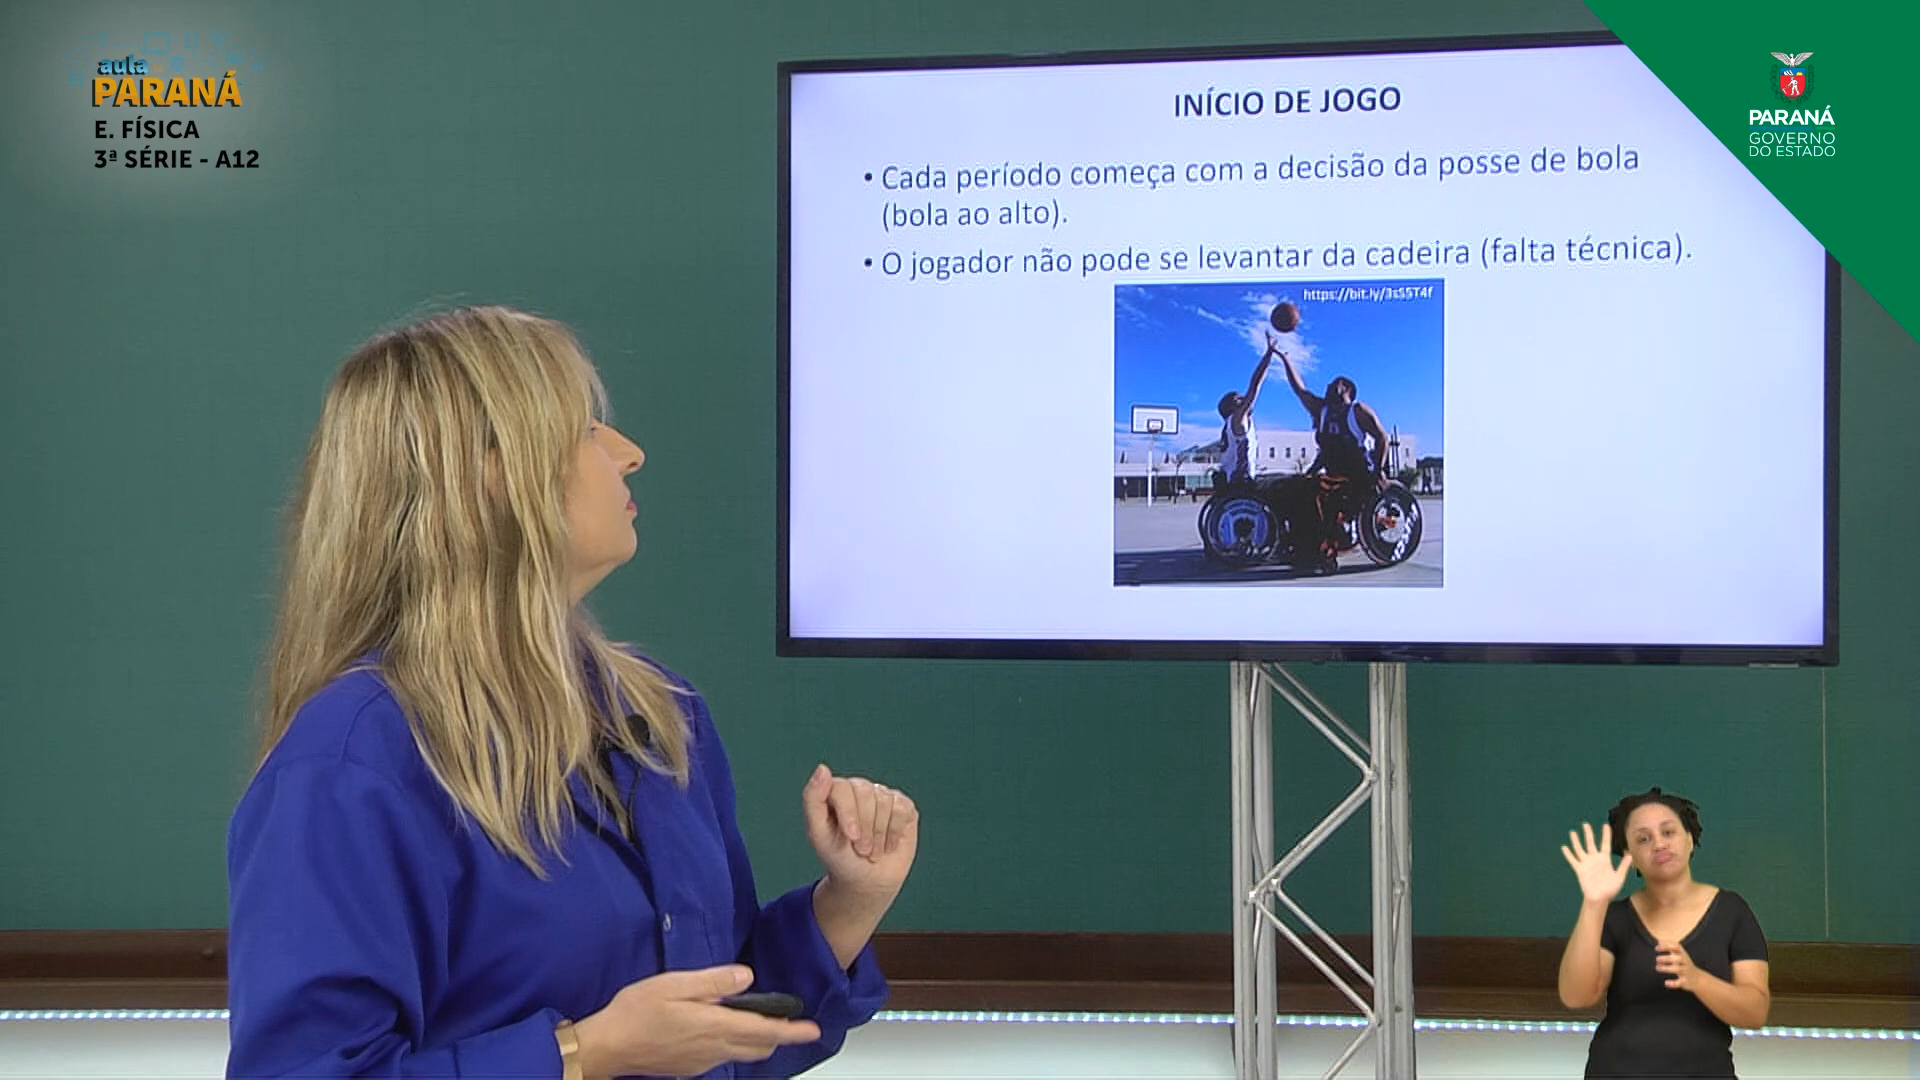 aula
PARANÁ
E. FÍSICA
3ª SÉRIE - A12
INÍCIO DE JOGO
• Cada período começa com a decisão da posse de bola
(bola ao alto).
• O jogador não pode se levantar da cadeira (falta técnica).
https://bit.ly/3sS5T4f
PARANÁ
GOVERNO
DO ESTADO